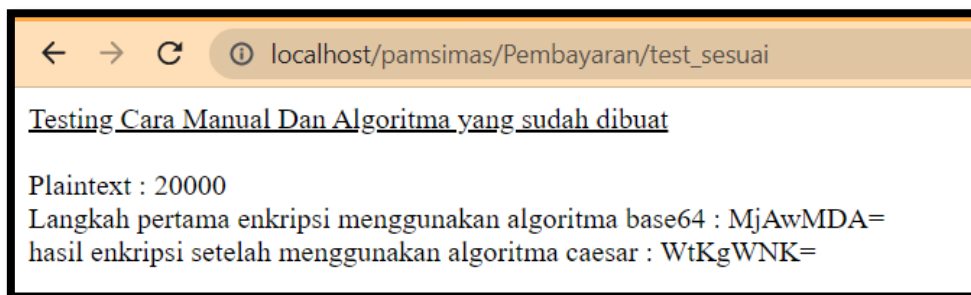 localhost/pamsimas/Pembayaran/test_sesuai
Testing Cara Manual Dan Algoritma yang sudah dibuat
Plaintext : 20000
Langkah pertama enkripsi menggunakan algoritma base64 : MjAwMDA=
hasil enkripsi setelah menggunakan algoritma caesar : WtKgWNK=